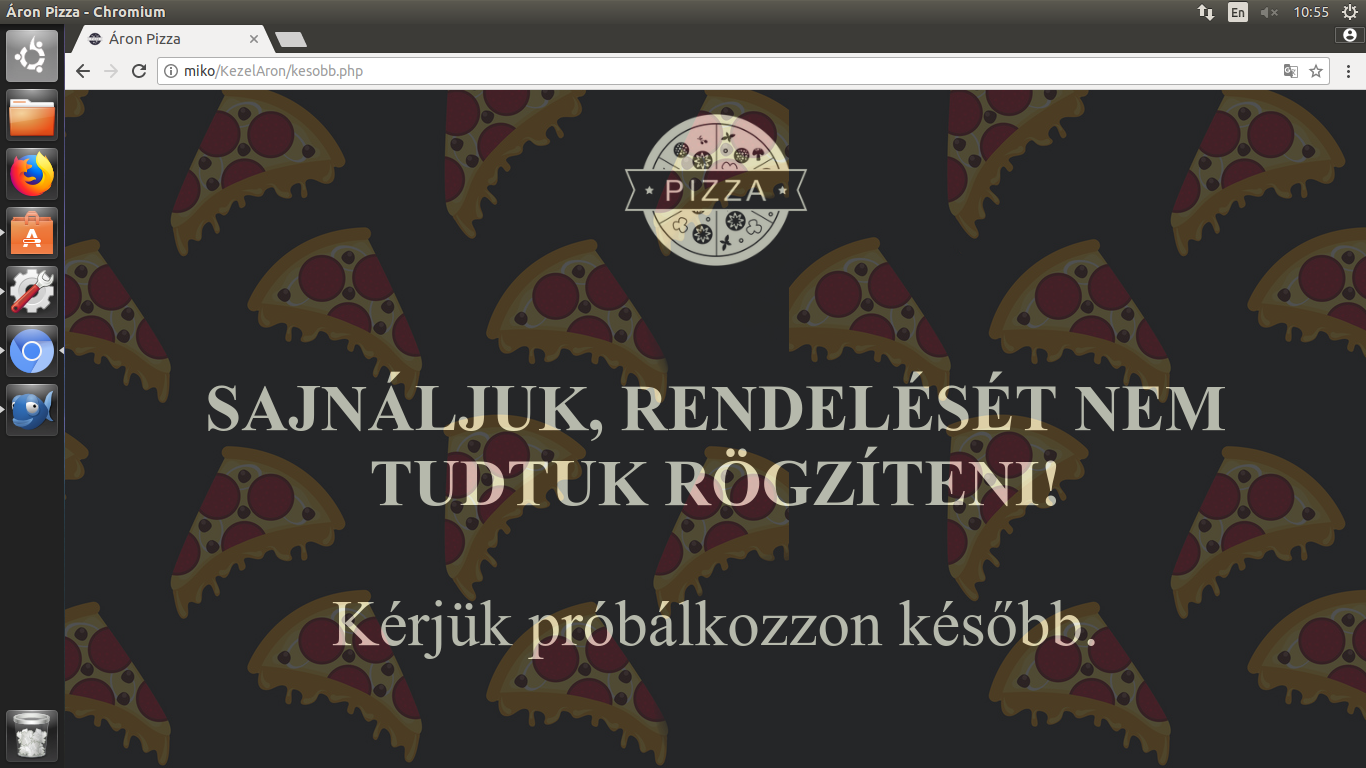 Áron Pizza - Chromium
En
10:55
Áron Pizza
miko/KezelAron/kesobb.php
PIZZA
SAJNÁLJUK, RENDELÉSÉT NEM
TUDTUK RÖGZÍTENI!
Kérjük próbálkozzon később.